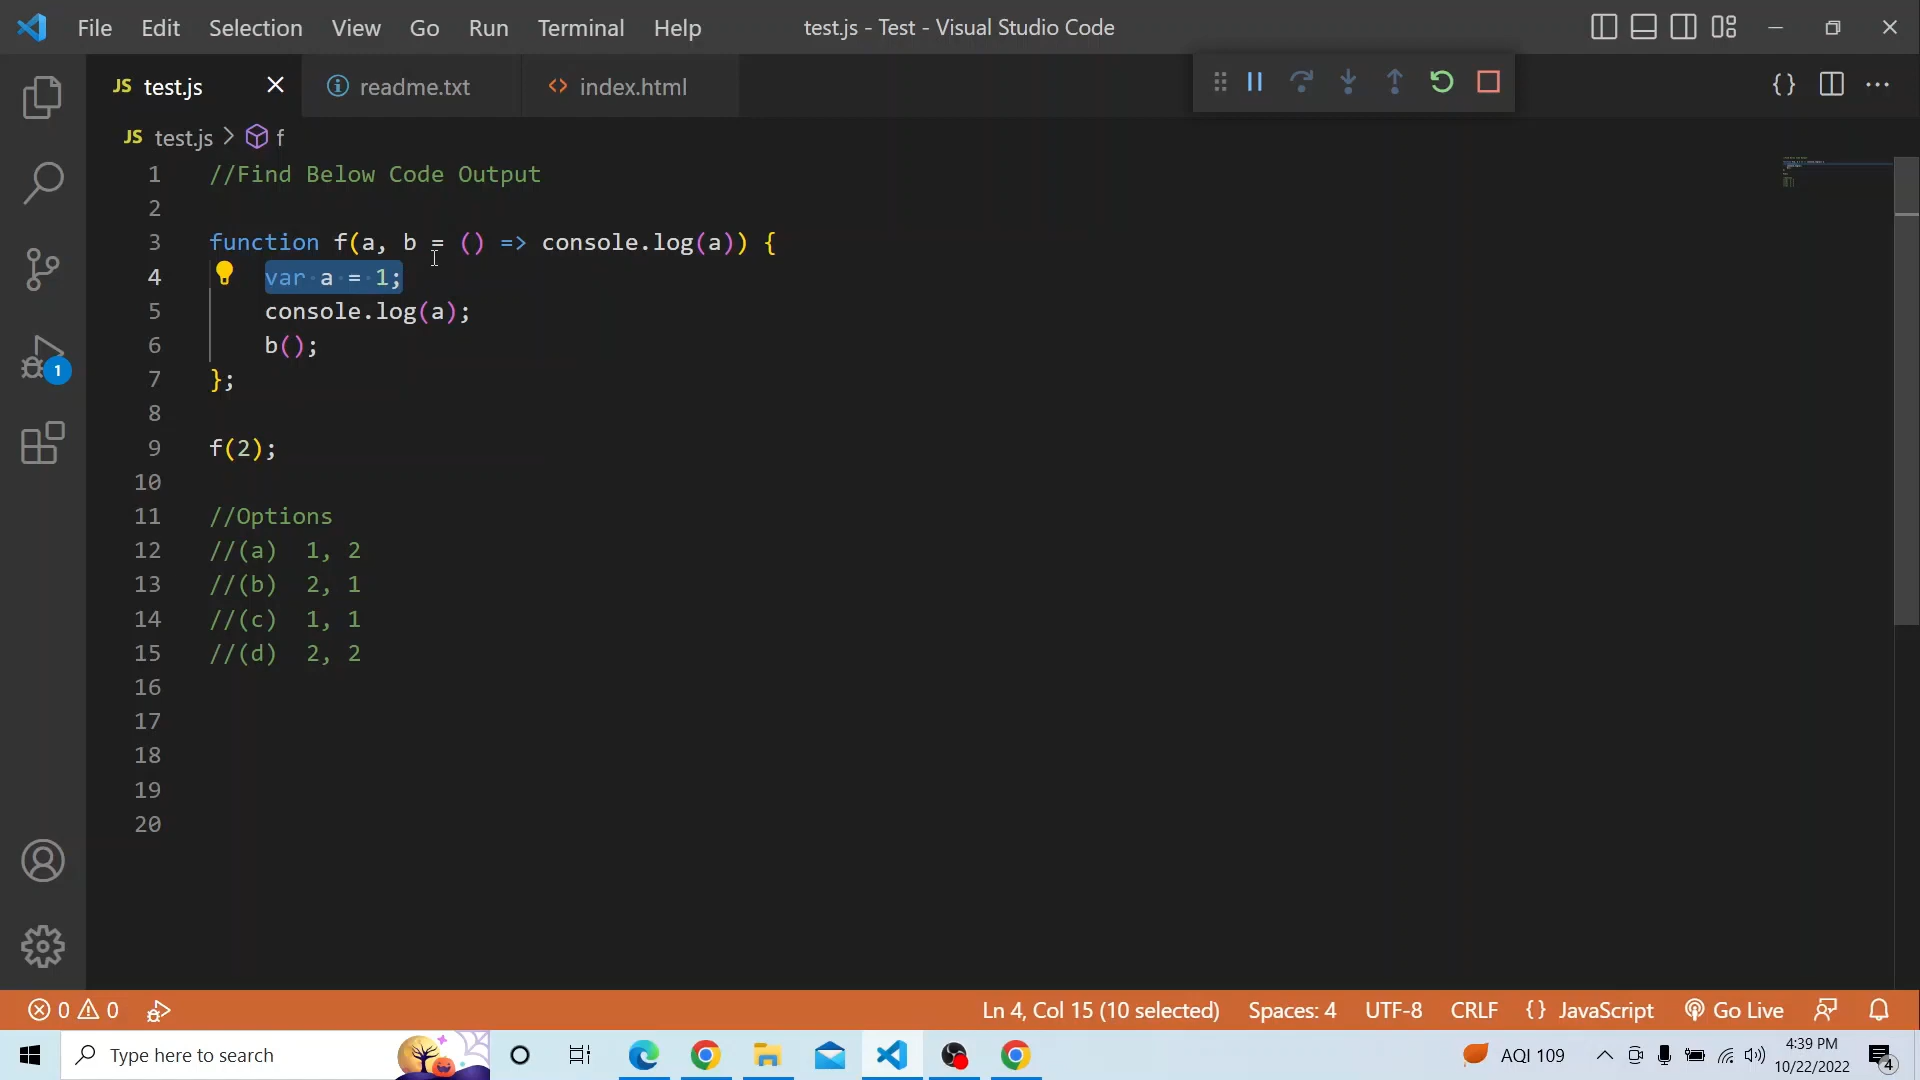 File Edit Selection View Go Run Terminal Help test.js - Test - Visual Studio Code
JS test.js readme.txt index.html
JS test.js > f
1 //Find Below Code Output
2
3 function f(a, b = () => console.log(a)) {
4 var a = 1;
5 console.log(a);
6 b();
7 };
8
9 f(2);
10
11 //Options
12 //(a) 1, 2
13 //(b) 2, 1
14 //(c) 1, 1
15 //(d) 2, 2
16
17
18
19
20
1
0 0 Ln 4, Col 15 (10 selected) Spaces: 4 UTF-8 CRLF {} JavaScript Go Live
Type here to search AQI 109 4:39 PM
10/22/2022 4